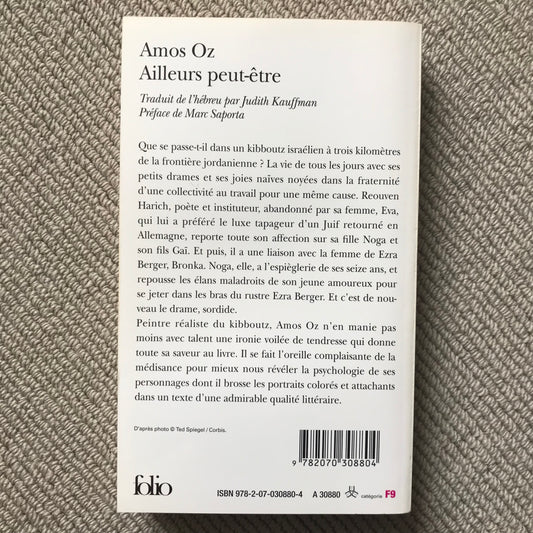 Amos Oz
Ailleurs peut-être
Traduit de l'hébreu par Judith Kauffman
Préface de Marc Saporta
Que se passe-t-il dans un kibboutz israélien à trois kilomètres
de la frontière jordanienne ? La vie de tous les jours avec ses
petits drames et ses joies naïves noyées dans la fraternité
d'une collectivité au travail pour une même cause. Reouven
Harich, poète et instituteur, abandonné par sa femme, Eva,
qui lui a préféré le luxe tapageur d'un Juif retourné en
Allemagne, reporte toute son affection sur sa fille Noga et
son fils Gaï. Et puis, il a une liaison avec la femme de Ezra
Berger, Bronka. Noga, elle, a l'espièglerie de ses seize ans, et
repousse les élans maladroits de son jeune amoureux pour
se jeter dans les bras du rustre Ezra Berger. Et c'est de nou-
veau le drame, sordide.
Peintre réaliste du kibboutz, Amos Oz n'en manie pas
moins avec talent une ironie voilée de tendresse qui donne
toute sa saveur au livre. Il se fait l'oreille complaisante de la
médisance pour mieux nous révéler la psychologie de ses
personnages dont il brosse les portraits colorés et attachants
dans un texte d'une admirable qualité littéraire.
D'après photo © Ted Spiegel / Corbis.
9 782070 308804
folio
ISBN 978-2-07-030880-4 A 30880 catégorie F9